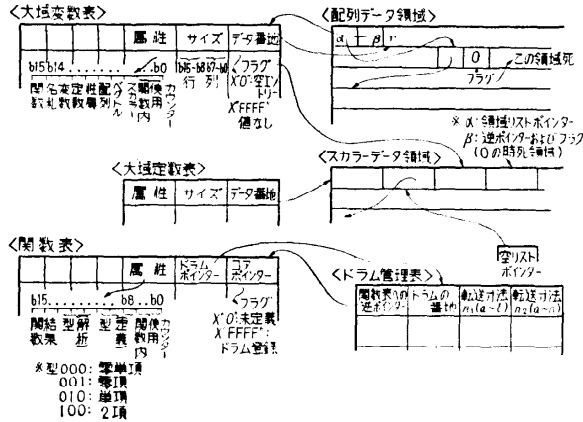 <大域変数表>
属性 サイズ データ番地
b15b14.........b0
b15-b8 b7-b0
行 列
フラグ
X'0':空エントリー
X'FFFF'
値なし
関数
名札
変数
定数
配列
ベクトル
スカラー
関数内
使用
カウンター
<配列データ領域>
α β r
0
この領域死
フラグ
※ α:領域リストポインター
β:逆ポインターおよびフラグ
(0の時死領域)
<大域定数表>
属性 サイズ データ番地
<スカラーデータ領域>
空リスト
ポインター
<関数表>
属性 ドラムポインター コアポインター
b15.........b8...b0
フラグ
X'0':未定義
X'FFFF':
ドラム登録
関数
結果
型
解析
型
定義
関数内
使用
カウンター
※型000:零単項
001:零項
010:単項
100:2項
<ドラム管理表>
関数表への逆ポインター ドラムの番地 転送寸法 n₁(a~l) 転送寸法 n₂(a~n)